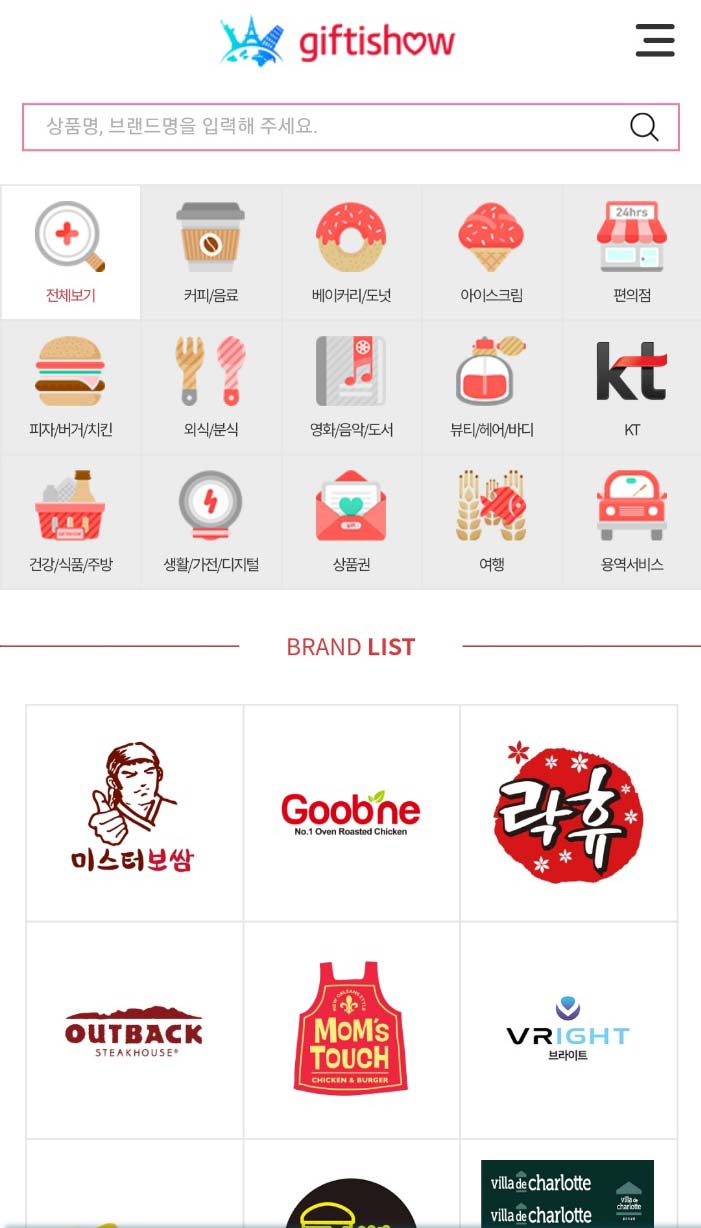 giftishow
상품명, 브랜드명을 입력해 주세요.
24hrs
전체보기
커피/음료
베이커리/도넛
아이스크림
편의점
kt
피자/버거/치킨
외식/분식
영화/음악/도서
뷰티/헤어/바디
KT
건강/식품/주방
생활/가전/디지털
상품권
여행
용역서비스
BRAND LIST
미스터보쌈
Goobne
No.1 Oven Roasted Chicken
락휴
OUTBACK
STEAKHOUSE®
NEW ORLEANS STYLE
MOM'S
TOUCH
CHICKEN & BURGER
VRIGHT
브라이트
villa de charlotte
villa de charlotte
villa de
charlotte